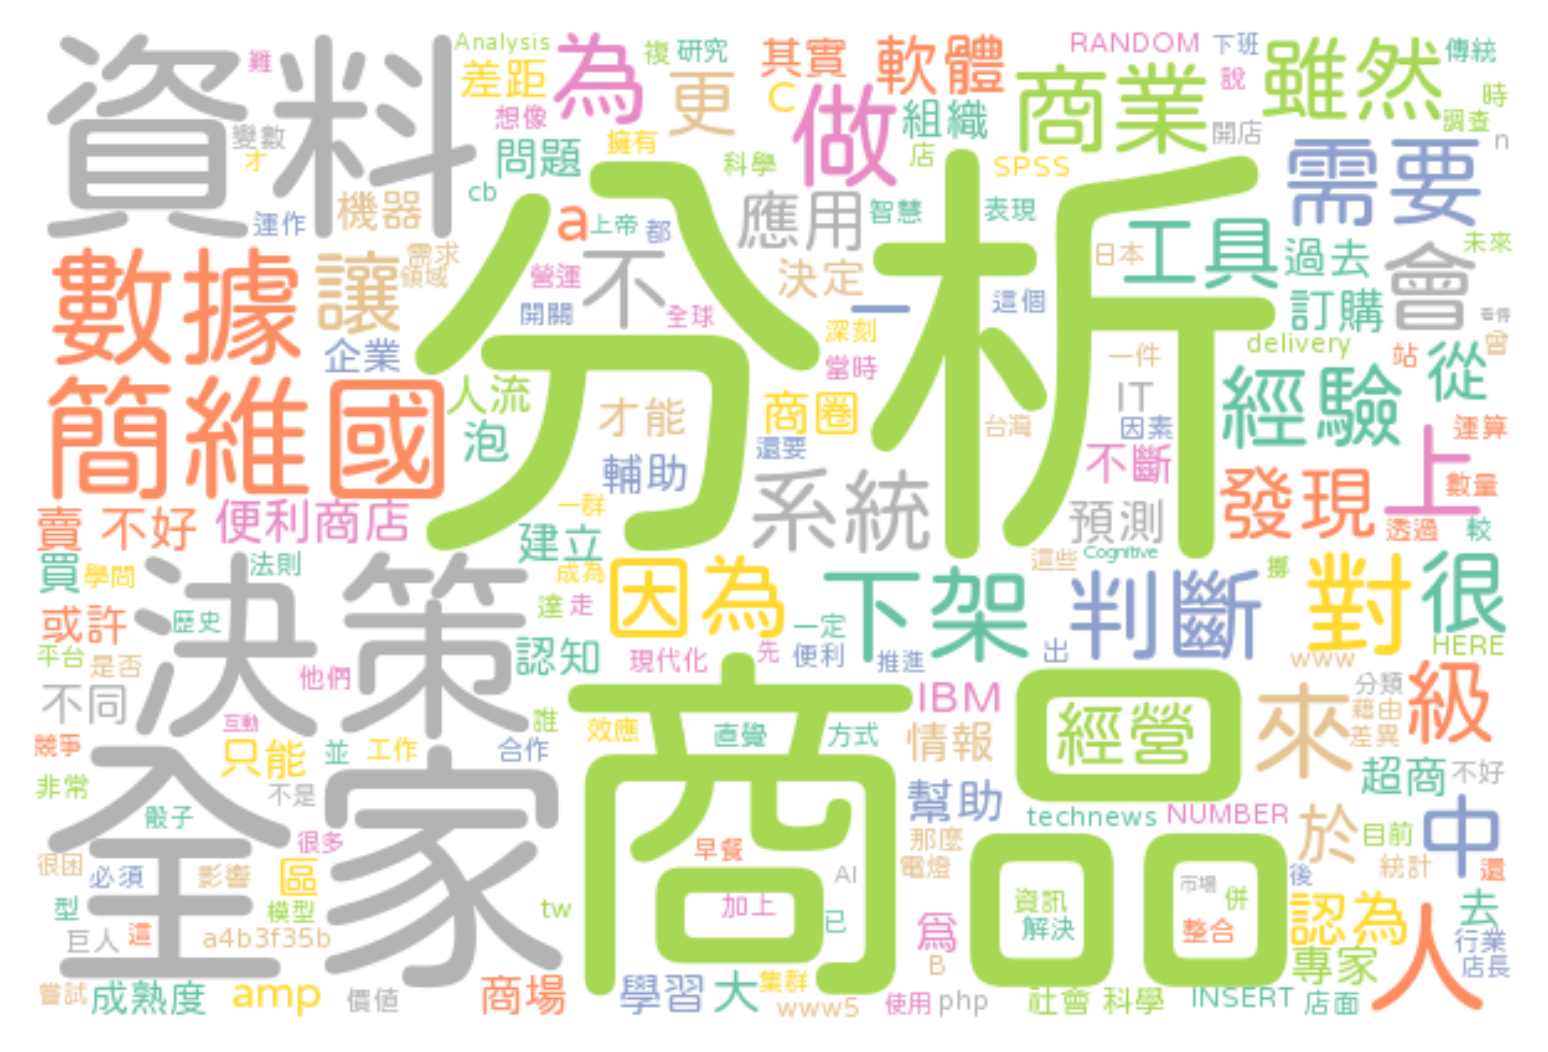 資料
難
Analysis
差距
想像
為
複
研究
更
其實
C
軟體
做
組織
店
RANDOM
下班
說
商業
開店
雖然
傳統
時
調查
n
變數
才
運作
機器
問題
擁有
cb
科學
SPSS
需要
分析
a
上帝
都
應用
智慧
表現
數據
讓
需求
領域
營運
不
開關
全球
決定
一
這個
日本
工具
過去
訂購
會
未來
看得
曾
企業
深刻
當時
一件
delivery
站
從
簡維國
人流
泡
才能
商圈
還要
台灣
IT
因素
經驗
運算
輔助
系統
不斷
預測
發現
上
數量
賣
不好
便利商店
一群
建立
這些
Cognitive
透過
較
買
學問
法則
成為
因為
下架
判斷
擲
對
很
決策
或許
歷史
達
走
認知
一定
出
平台
是否
他們
現代化
先
便利
推進
www
HERE
不同
互動
誰
商品
IBM
經營
來
分類
藉由
差異
級
競爭
全家
只能
並
工作
合作
效應
直覺
方式
情報
超商
不好
非常
不是
幫助
technews
NUMBER
骰子
很多
早餐
那麼
電燈
於
目前
中
很困
必須
影響
區
AI
後
統計
還
型
模型
tw
加上
已
資訊
解決
市場
併
整合
認為
去
巨人
這
a4b3f35b
為
B
專家
人
行業
店長
嘗試
成熟度
amp
價值
商場
學習
大
集群
www5
使用
php
社會
科學
INSERT
店面